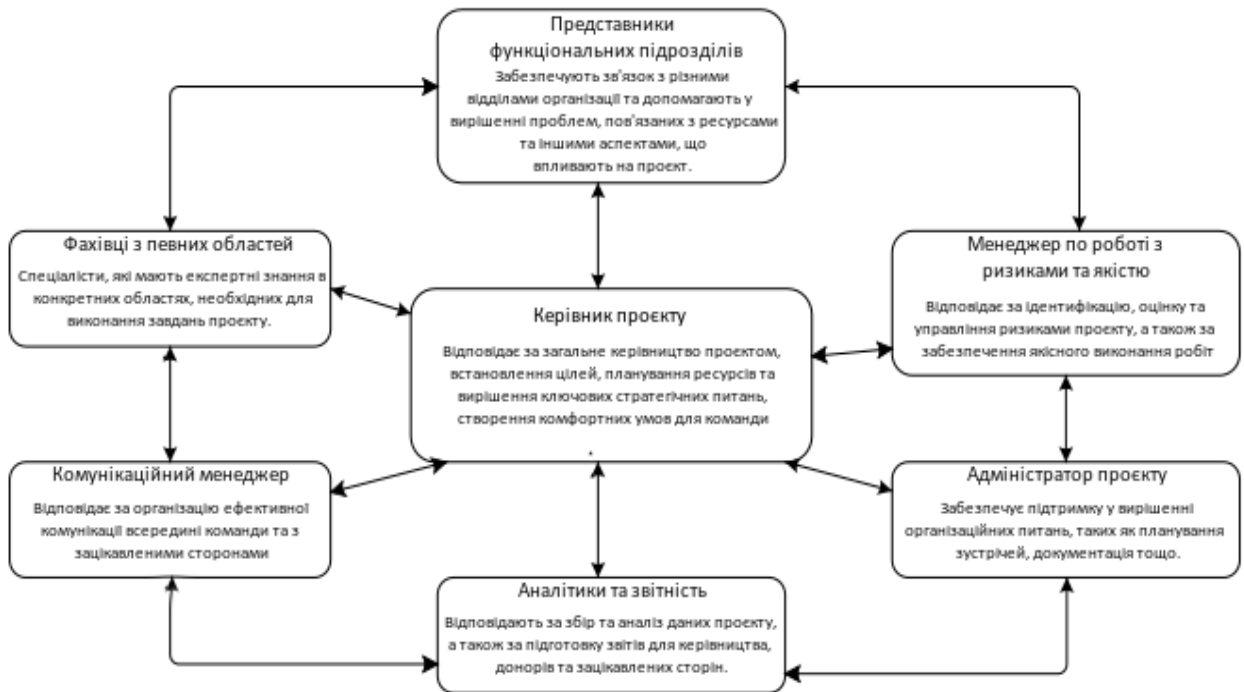 Представники
функціональних підрозділів
Забезпечують зв'язок з різними
відділами організації та допомагають у
вирішенні проблем, пов'язаних з ресурсами
та іншими аспектами, що
впливають на проєкт.
Фахівці з певних областей
Спеціалісти, які мають експертні знання в
конкретних областях, необхідних для
виконання завдань проєкту.
Менеджер по роботі з
ризиками та якістю
Відповідає за ідентифікацію, оцінку та
управління ризиками проєкту, а також за
забезпечення якісного виконання робіт
Керівник проєкту
Відповідає за загальне керівництво проєктом,
встановлення цілей, планування ресурсів та
вирішення ключових стратегічних питань,
створення комфортних умов для команди
.
Комунікаційний менеджер
Відповідає за організацію ефективної
комунікації всередині команди та з
зацікавленими сторонами
Адміністратор проєкту
Забезпечує підтримку у вирішенні
організаційних питань, таких як планування
зустрічей, документація тощо.
Аналітики та звітність
Відповідають за збір та аналіз даних проєкту,
а також за підготовку звітів для керівництва,
донорів та зацікавлених сторін.